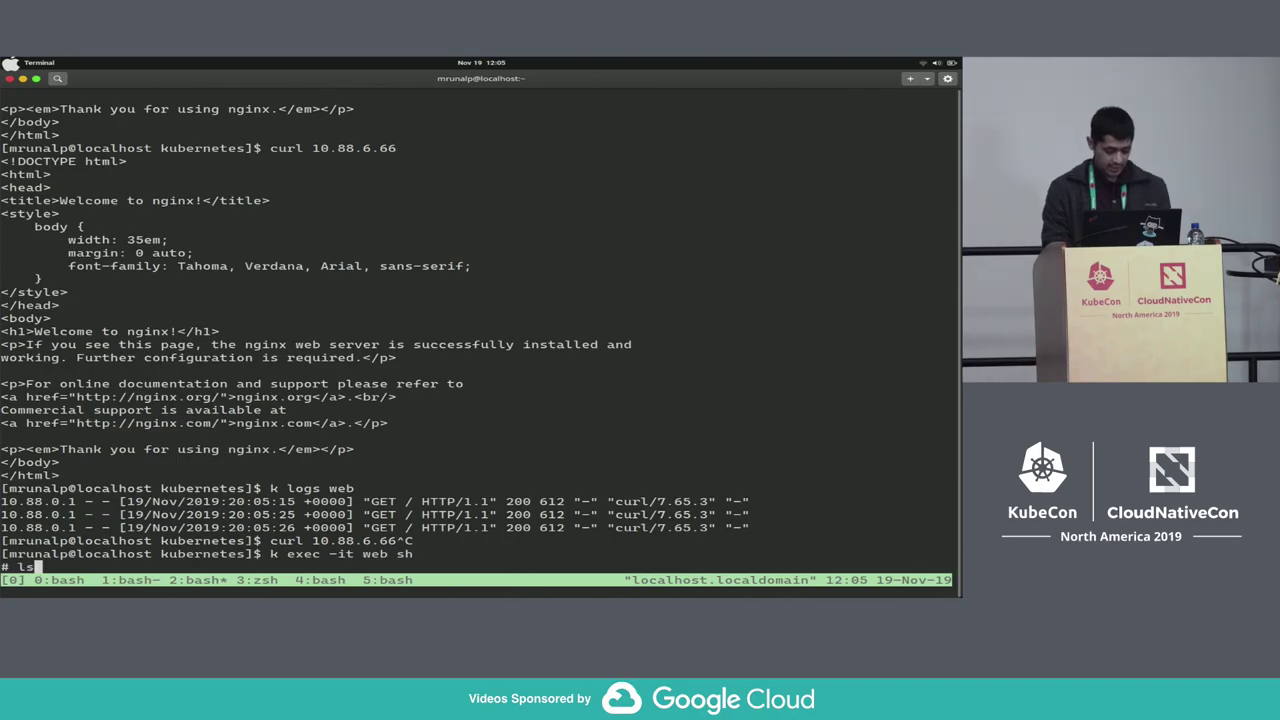 Terminal
Nov 19 12:05
mrunalp@localhost:~
<p><em>Thank you for using nginx.</em></p>
</body>
</html>
[mrunalp@localhost kubernetes]$ curl 10.88.6.66
<!DOCTYPE html>
<html>
<head>
<title>Welcome to nginx!</title>
<style>
    body {
        width: 35em;
        margin: 0 auto;
        font-family: Tahoma, Verdana, Arial, sans-serif;
    }
</style>
</head>
<body>
<h1>Welcome to nginx!</h1>
<p>If you see this page, the nginx web server is successfully installed and
working. Further configuration is required.</p>
<p>For online documentation and support please refer to
<a href="http://nginx.org/">nginx.org</a>.<br/>
Commercial support is available at
<a href="http://nginx.com/">nginx.com</a>.</p>
<p><em>Thank you for using nginx.</em></p>
</body>
</html>
[mrunalp@localhost kubernetes]$ k logs web
10.88.0.1 - - [19/Nov/2019:20:05:15 +0000] "GET / HTTP/1.1" 200 612 "-" "curl/7.65.3" "-"
10.88.0.1 - - [19/Nov/2019:20:05:25 +0000] "GET / HTTP/1.1" 200 612 "-" "curl/7.65.3" "-"
10.88.0.1 - - [19/Nov/2019:20:05:26 +0000] "GET / HTTP/1.1" 200 612 "-" "curl/7.65.3" "-"
[mrunalp@localhost kubernetes]$ curl 10.88.6.66^C
[mrunalp@localhost kubernetes]$ k exec -it web sh
# ls
[0] 0:bash  1:bash- 2:bash* 3:zsh  4:bash  5:bash "localhost.localdomain" 12:05 19-Nov-19
KubeCon CloudNativeCon
North America 2019
KubeCon CloudNativeCon
North America 2019
Videos Sponsored by Google Cloud